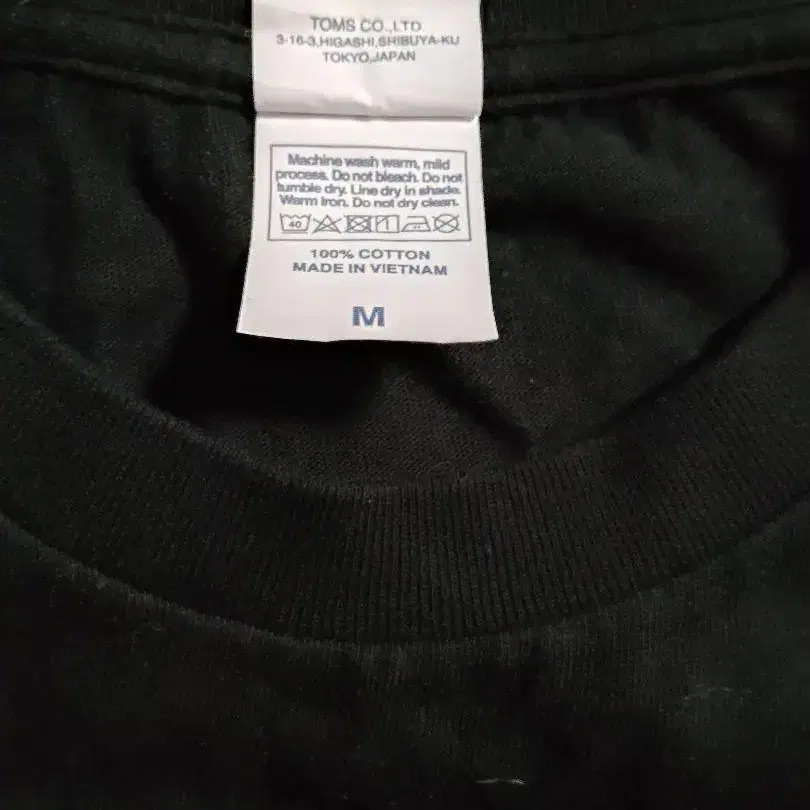 TOMS CO.,LTD.
3-16-3,HIGASHI,SHIBUYA-KU
TOKYO,JAPAN
Machine wash warm, mild
process. Do not bleach. Do not
tumble dry. Line dry in shade.
Warm Iron. Do not dry clean.
40
100% COTTON
MADE IN VIETNAM
M